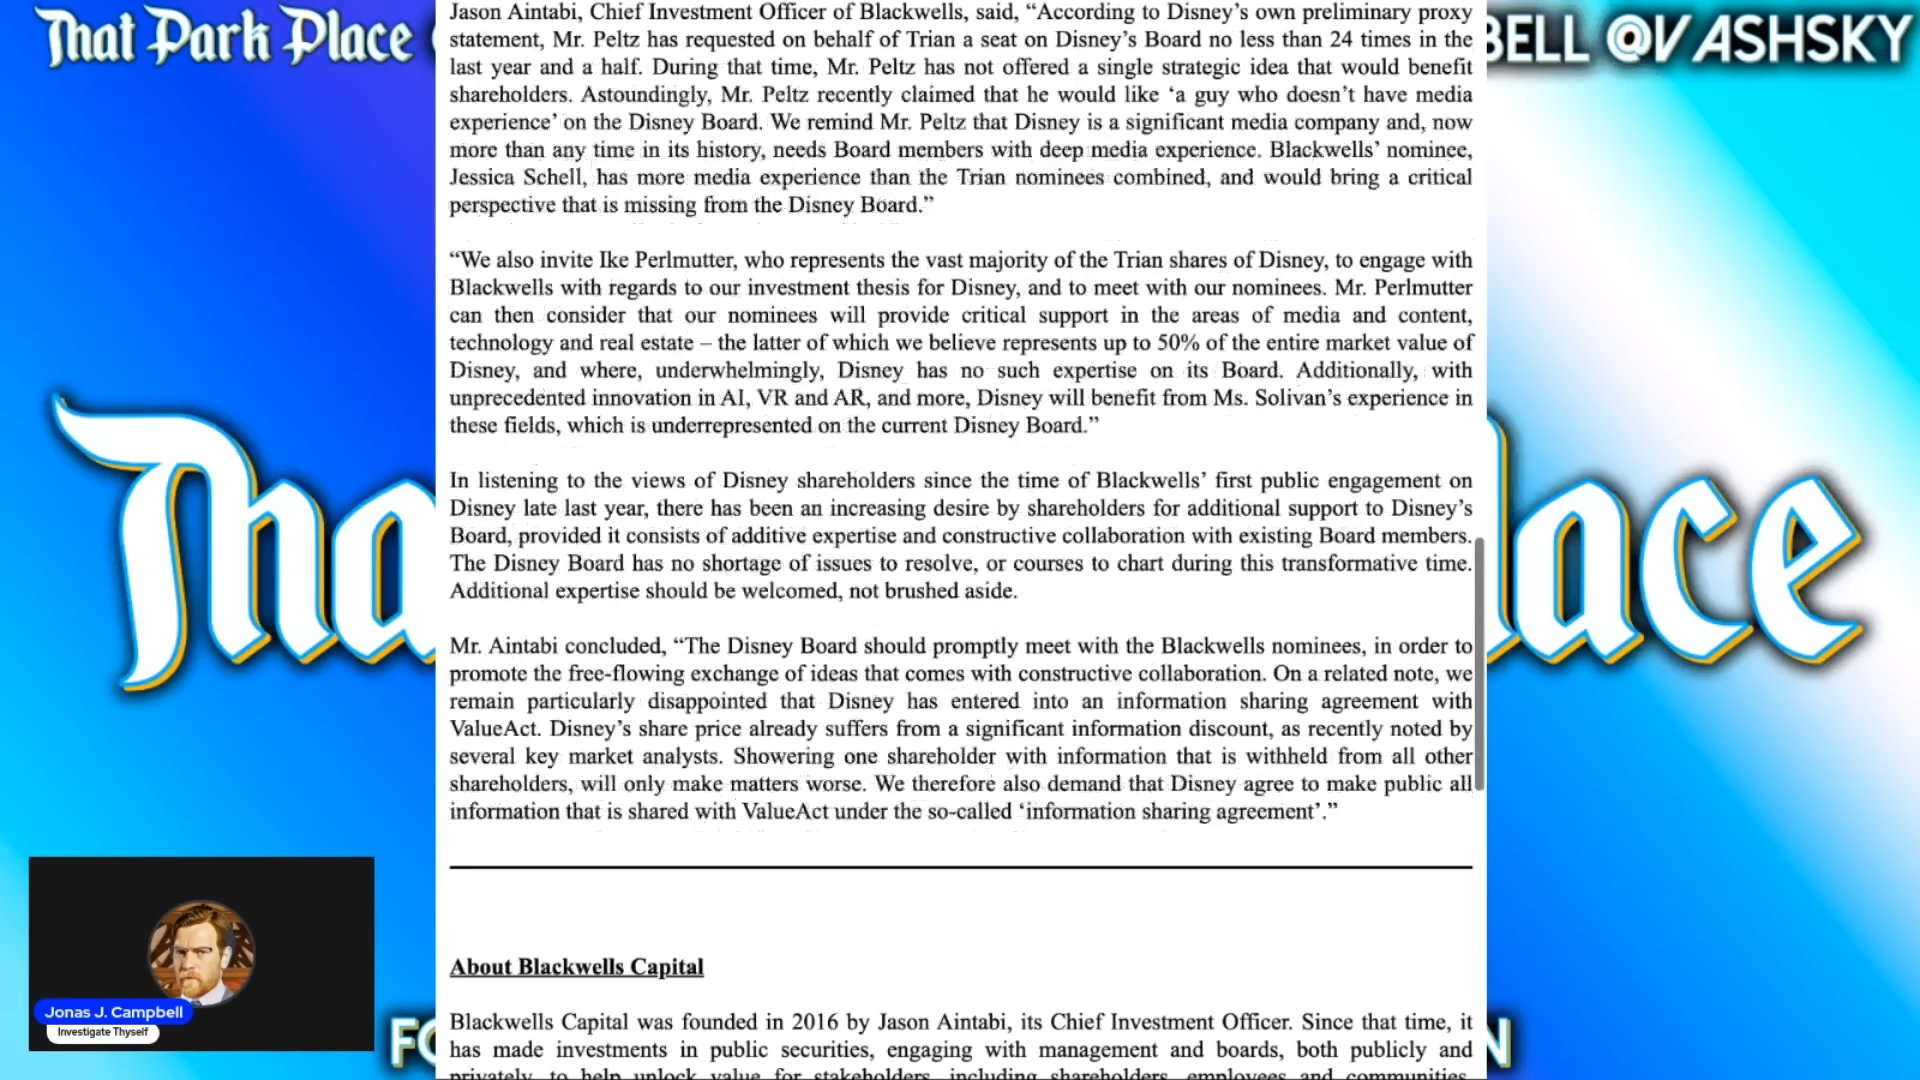 That Park Place
BELL @VASHSKY
Jason Aintabi, Chief Investment Officer of Blackwells, said, “According to Disney’s own preliminary proxy
statement, Mr. Peltz has requested on behalf of Trian a seat on Disney’s Board no less than 24 times in the
last year and a half. During that time, Mr. Peltz has not offered a single strategic idea that would benefit
shareholders. Astoundingly, Mr. Peltz recently claimed that he would like ‘a guy who doesn’t have media
experience’ on the Disney Board. We remind Mr. Peltz that Disney is a significant media company and, now
more than any time in its history, needs Board members with deep media experience. Blackwells’ nominee,
Jessica Schell, has more media experience than the Trian nominees combined, and would bring a critical
perspective that is missing from the Disney Board.”
“We also invite Ike Perlmutter, who represents the vast majority of the Trian shares of Disney, to engage with
Blackwells with regards to our investment thesis for Disney, and to meet with our nominees. Mr. Perlmutter
can then consider that our nominees will provide critical support in the areas of media and content,
technology and real estate – the latter of which we believe represents up to 50% of the entire market value of
Disney, and where, underwhelmingly, Disney has no such expertise on its Board. Additionally, with
unprecedented innovation in AI, VR and AR, and more, Disney will benefit from Ms. Solivan’s experience in
these fields, which is underrepresented on the current Disney Board.”
In listening to the views of Disney shareholders since the time of Blackwells’ first public engagement on
Disney late last year, there has been an increasing desire by shareholders for additional support to Disney’s
Board, provided it consists of additive expertise and constructive collaboration with existing Board members.
The Disney Board has no shortage of issues to resolve, or courses to chart during this transformative time.
Additional expertise should be welcomed, not brushed aside.
Mr. Aintabi concluded, “The Disney Board should promptly meet with the Blackwells nominees, in order to
promote the free-flowing exchange of ideas that comes with constructive collaboration. On a related note, we
remain particularly disappointed that Disney has entered into an information sharing agreement with
ValueAct. Disney’s share price already suffers from a significant information discount, as recently noted by
several key market analysts. Showering one shareholder with information that is withheld from all other
shareholders, will only make matters worse. We therefore also demand that Disney agree to make public all
information that is shared with ValueAct under the so-called ‘information sharing agreement’.”
About Blackwells Capital
Blackwells Capital was founded in 2016 by Jason Aintabi, its Chief Investment Officer. Since that time, it
has made investments in public securities, engaging with management and boards, both publicly and
privately, to help unlock value for stakeholders, including shareholders, employees and communities.
Tha
lace
Jonas J. Campbell
Investigate Thyself
FO
N